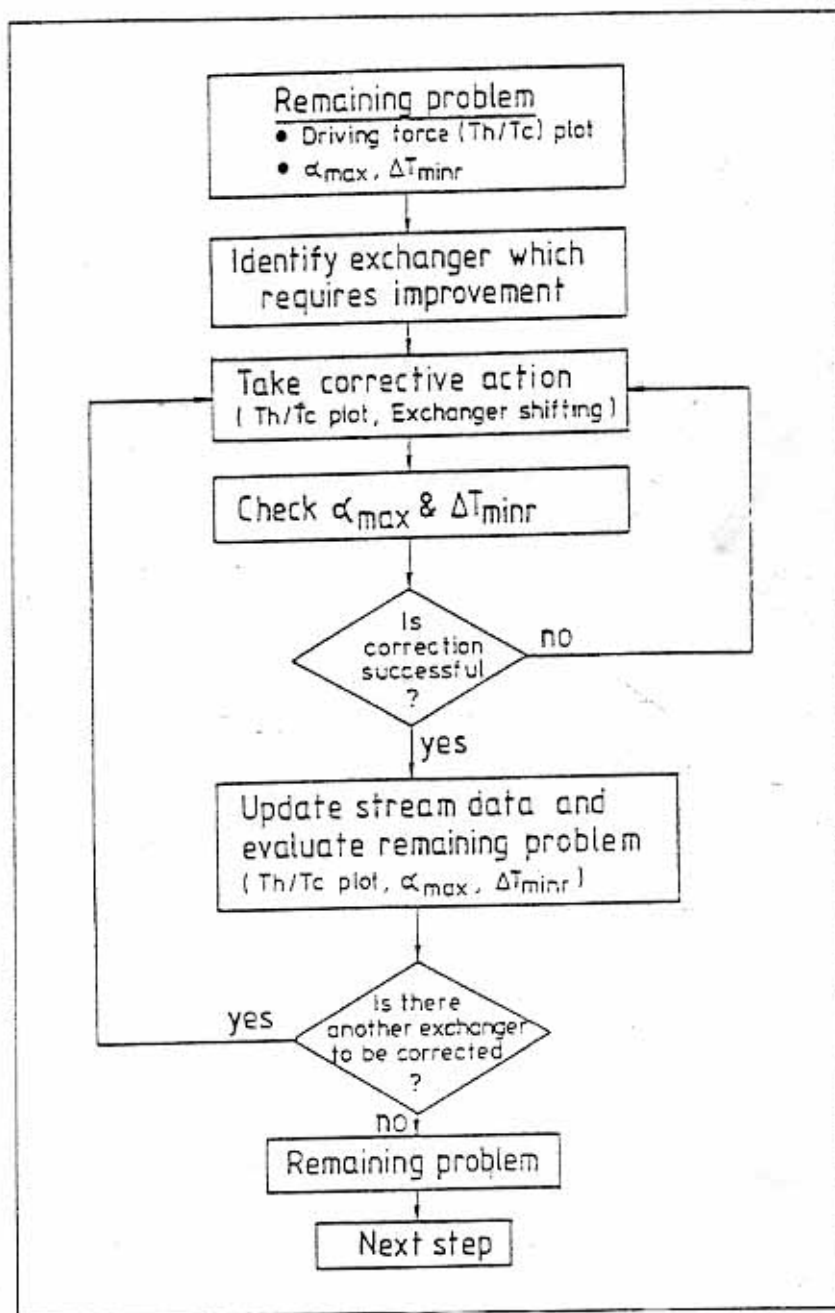 Remaining problem
• Driving force (Th/Tc) plot
• αmax, ΔTminr
Identify exchanger which
requires improvement
Take corrective action
( Th/Tc plot, Exchanger shifting )
Check αmax & ΔTminr
Is
correction
successful
?
no
yes
Update stream data and
evaluate remaining problem
( Th/Tc plot, αmax, ΔTminr )
Is there
another exchanger
to be corrected
?
yes
no
Remaining problem
Next step